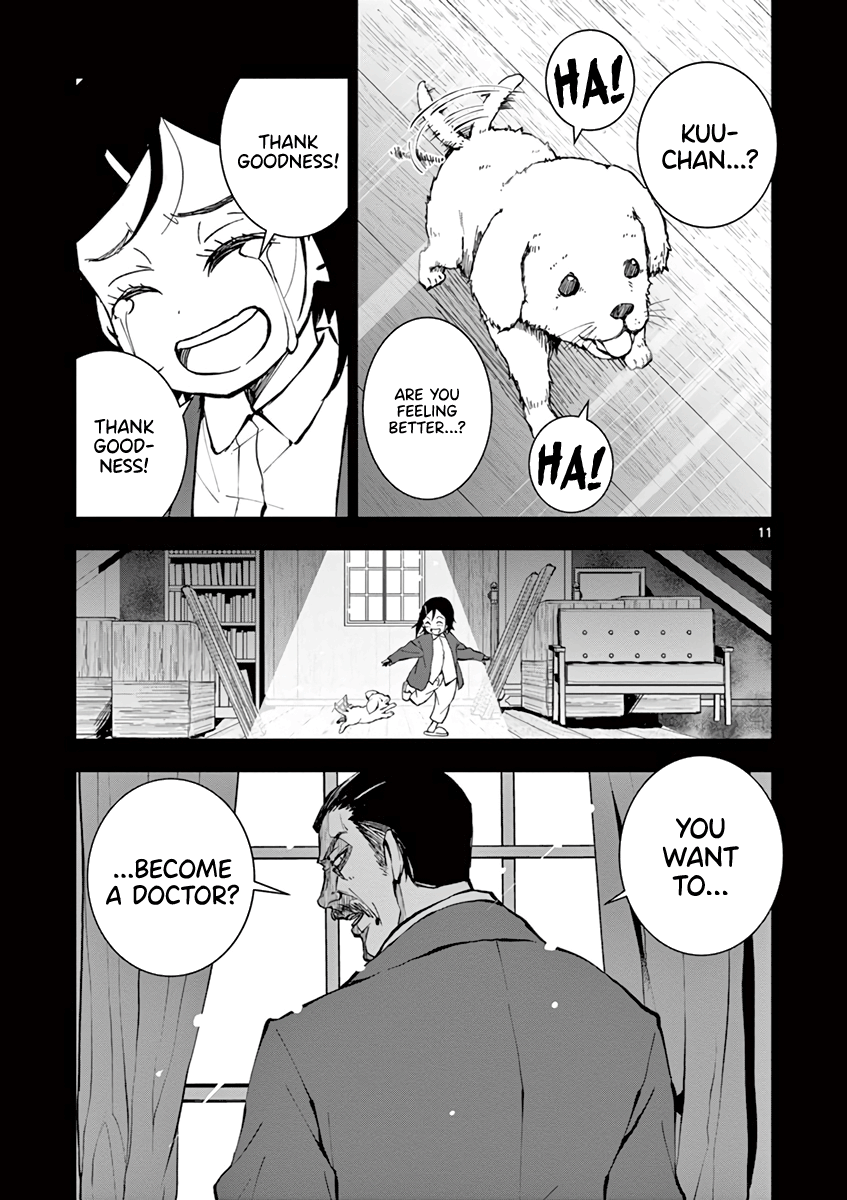 KUU-
CHAN...?
HA!
ARE YOU
FEELING
BETTER...?
HA!
THANK
GOODNESS!
THANK
GOOD-
NESS!
11
YOU
WANT
TO...
...BECOME
A DOCTOR?